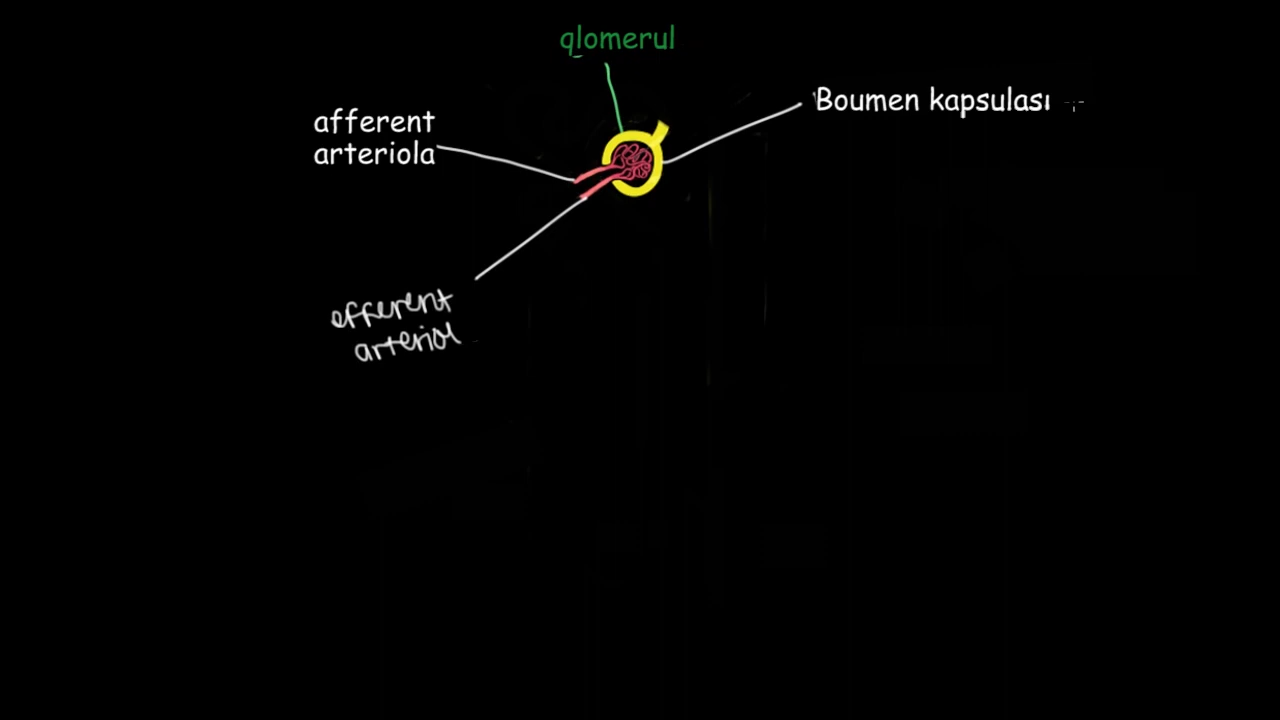 qlomerul
Boumen kapsulası
afferent
arteriola
efferent
arteriol